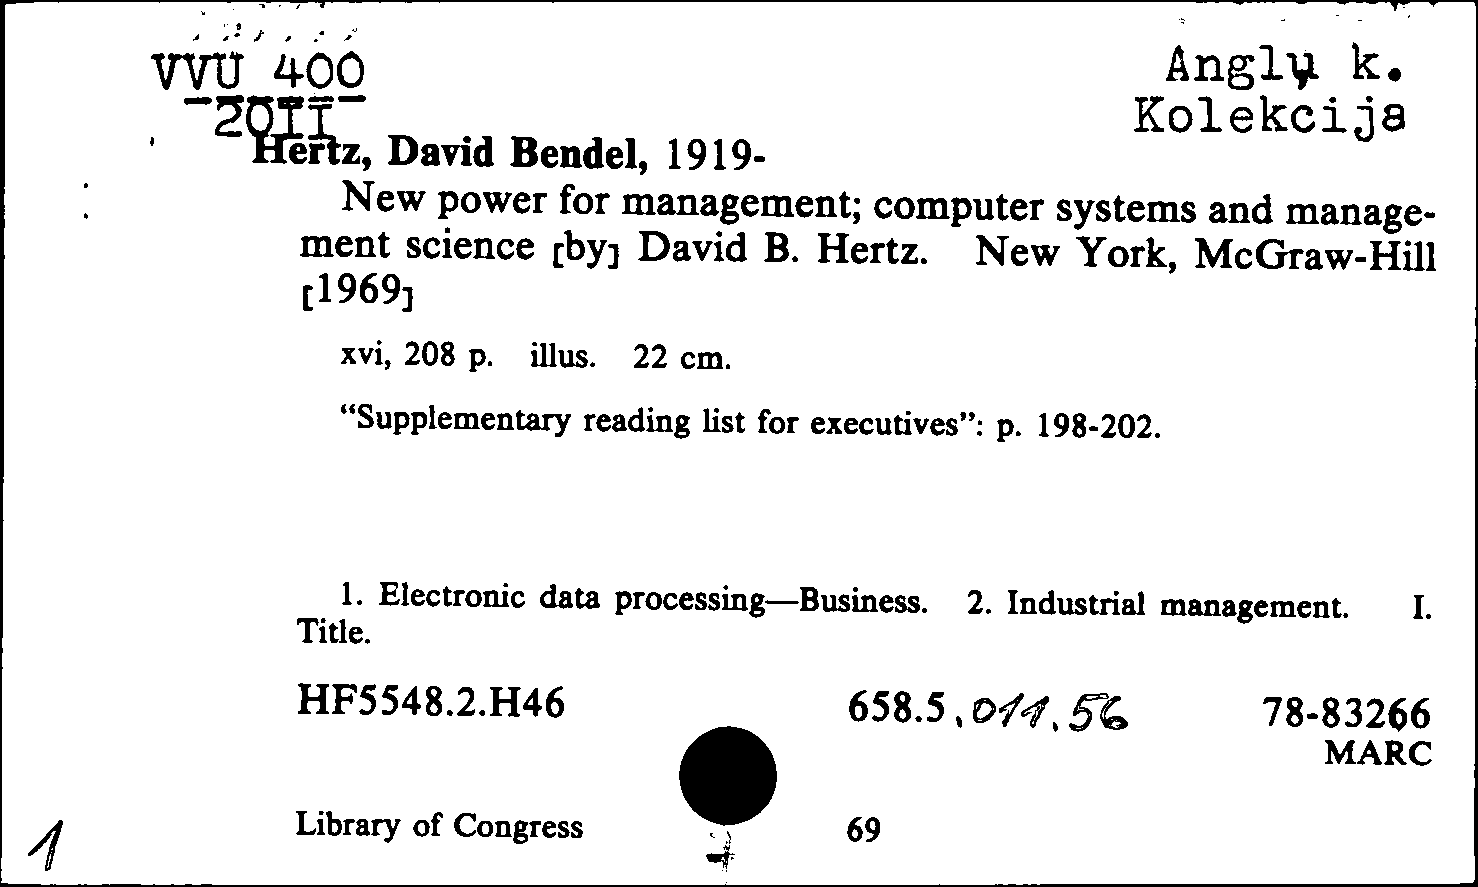 VVU 400
2011
Anglų k.
Kolekcija
Hertz, David Bendel, 1919-
New power for management; computer systems and manage-
ment science [by] David B. Hertz. New York, McGraw-Hill
[1969]
xvi, 208 p. illus. 22 cm.
“Supplementary reading list for executives”: p. 198-202.
1. Electronic data processing—Business. 2. Industrial management. I.
Title.
HF5548.2.H46 658.5.011.56 78-83266
MARC
Library of Congress 69
1